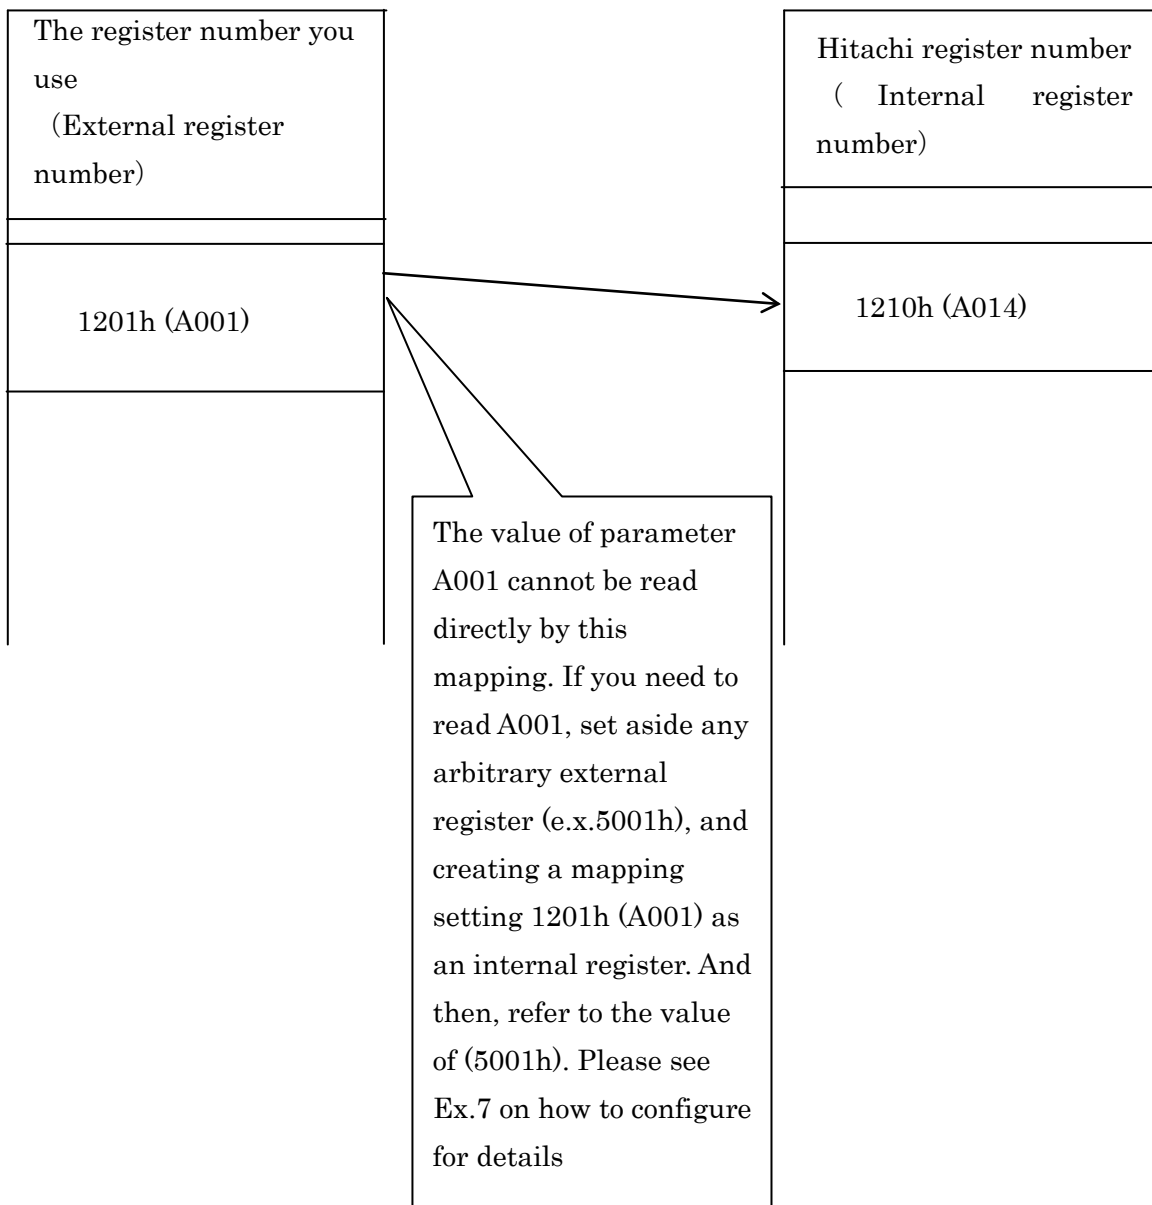 The register number you
use
（External register
number）
Hitachi register number
（ Internal register
number）
1201h (A001)
1210h (A014)
The value of parameter
A001 cannot be read
directly by this
mapping. If you need to
read A001, set aside any
arbitrary external
register (e.x.5001h), and
creating a mapping
setting 1201h (A001) as
an internal register. And
then, refer to the value
of (5001h). Please see
Ex.7 on how to configure
for details